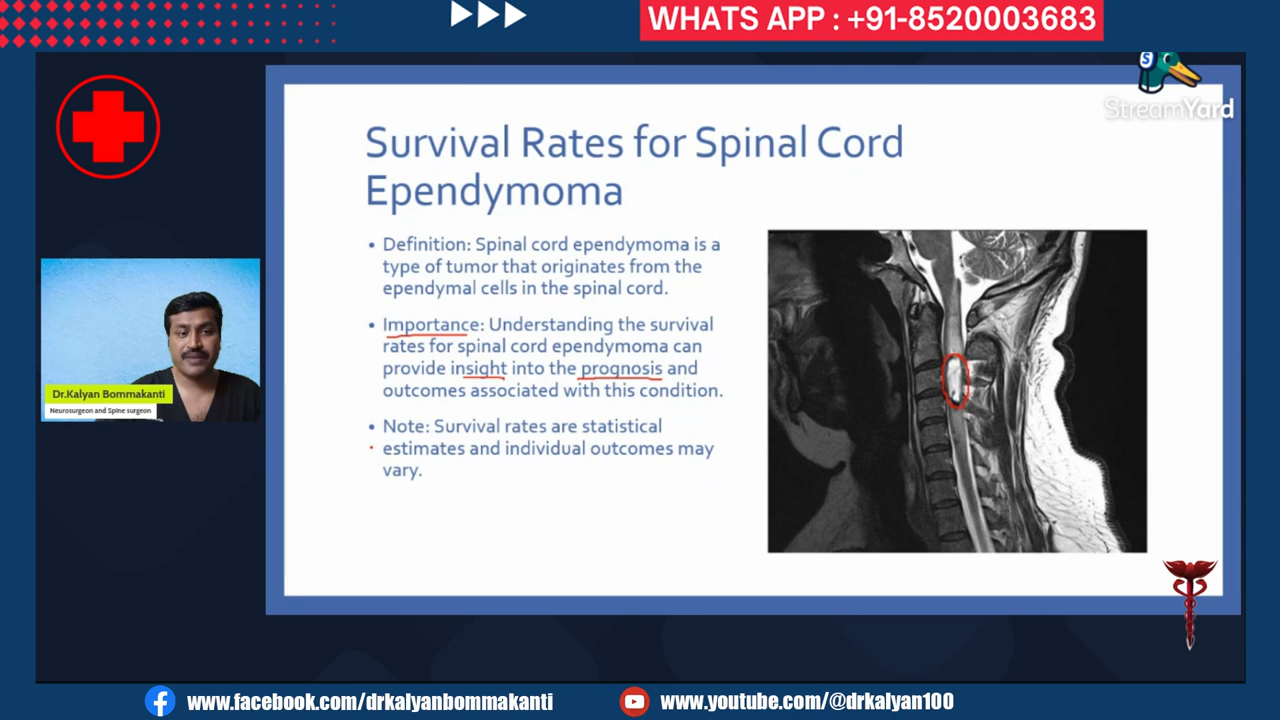 WHATS APP : +91-8520003683
S
StreamYard
Survival Rates for Spinal Cord
Ependymoma
• Definition: Spinal cord ependymoma is a
type of tumor that originates from the
ependymal cells in the spinal cord.
• Importance: Understanding the survival
rates for spinal cord ependymoma can
provide insight into the prognosis and
outcomes associated with this condition.
• Note: Survival rates are statistical
estimates and individual outcomes may
vary.
Dr.Kalyan Bommakanti
Neurosurgeon and Spine surgeon
www.facebook.com/drkalyanbommakanti
www.youtube.com/@drkalyan100